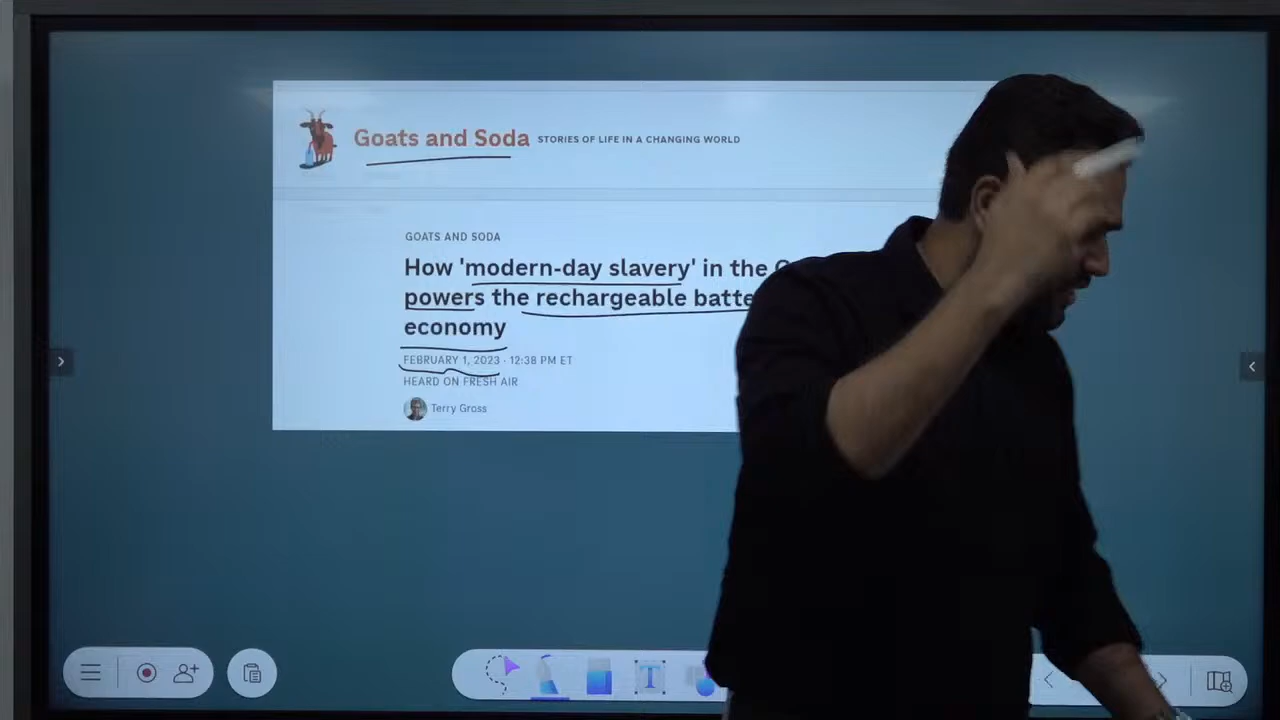 Goats and Soda STORIES OF LIFE IN A CHANGING WORLD
GOATS AND SODA
How 'modern-day slavery' in the
powers the rechargeable
economy
FEBRUARY 1, 2023 · 12:38 PM ET
HEARD ON FRESH AIR
Terry Gross
T